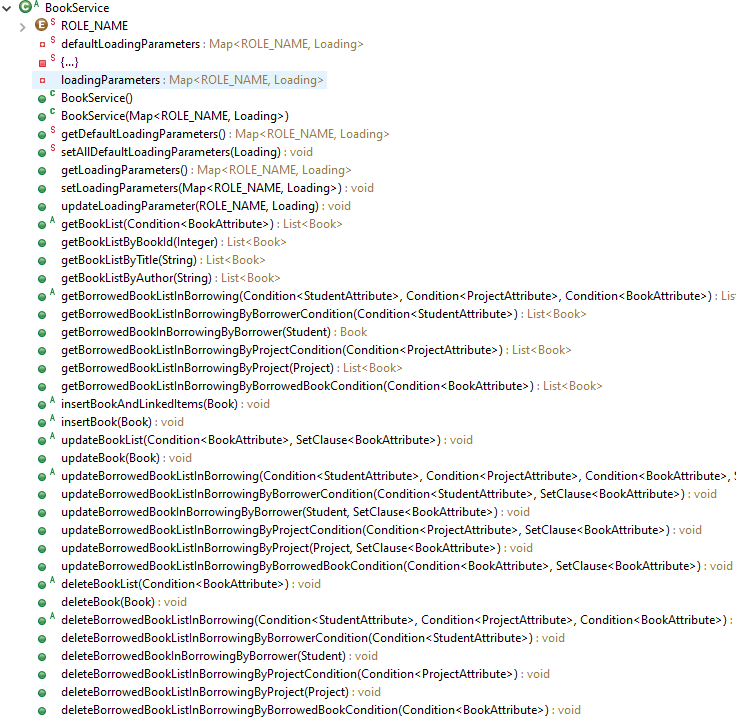 BookService
ROLE_NAME
defaultLoadingParameters : Map<ROLE_NAME, Loading>
{...}
loadingParameters : Map<ROLE_NAME, Loading>
BookService()
BookService(Map<ROLE_NAME, Loading>)
getDefaultLoadingParameters() : Map<ROLE_NAME, Loading>
setAllDefaultLoadingParameters(Loading) : void
getLoadingParameters() : Map<ROLE_NAME, Loading>
setLoadingParameters(Map<ROLE_NAME, Loading>) : void
updateLoadingParameter(ROLE_NAME, Loading) : void
getBookList(Condition<BookAttribute>) : List<Book>
getBookListByBookId(Integer) : List<Book>
getBookListByTitle(String) : List<Book>
getBookListByAuthor(String) : List<Book>
getBorrowedBookListInBorrowing(Condition<StudentAttribute>, Condition<ProjectAttribute>, Condition<BookAttribute>) : Lis
getBorrowedBookListInBorrowingByBorrowerCondition(Condition<StudentAttribute>) : List<Book>
getBorrowedBookInBorrowingByBorrower(Student) : Book
getBorrowedBookListInBorrowingByProjectCondition(Condition<ProjectAttribute>) : List<Book>
getBorrowedBookListInBorrowingByProject(Project) : List<Book>
getBorrowedBookListInBorrowingByBorrowedBookCondition(Condition<BookAttribute>) : List<Book>
insertBookAndLinkedItems(Book) : void
insertBook(Book) : void
updateBookList(Condition<BookAttribute>, SetClause<BookAttribute>) : void
updateBook(Book) : void
updateBorrowedBookListInBorrowing(Condition<StudentAttribute>, Condition<ProjectAttribute>, Condition<BookAttribute>, S
updateBorrowedBookListInBorrowingByBorrowerCondition(Condition<StudentAttribute>, SetClause<BookAttribute>) : void
updateBorrowedBookInBorrowingByBorrower(Student, SetClause<BookAttribute>) : void
updateBorrowedBookListInBorrowingByProjectCondition(Condition<ProjectAttribute>, SetClause<BookAttribute>) : void
updateBorrowedBookListInBorrowingByProject(Project, SetClause<BookAttribute>) : void
updateBorrowedBookListInBorrowingByBorrowedBookCondition(Condition<BookAttribute>, SetClause<BookAttribute>) : void
deleteBookList(Condition<BookAttribute>) : void
deleteBook(Book) : void
deleteBorrowedBookListInBorrowing(Condition<StudentAttribute>, Condition<ProjectAttribute>, Condition<BookAttribute>) :
deleteBorrowedBookListInBorrowingByBorrowerCondition(Condition<StudentAttribute>) : void
deleteBorrowedBookInBorrowingByBorrower(Student) : void
deleteBorrowedBookListInBorrowingByProjectCondition(Condition<ProjectAttribute>) : void
deleteBorrowedBookListInBorrowingByProject(Project) : void
deleteBorrowedBookListInBorrowingByBorrowedBookCondition(Condition<BookAttribute>) : void